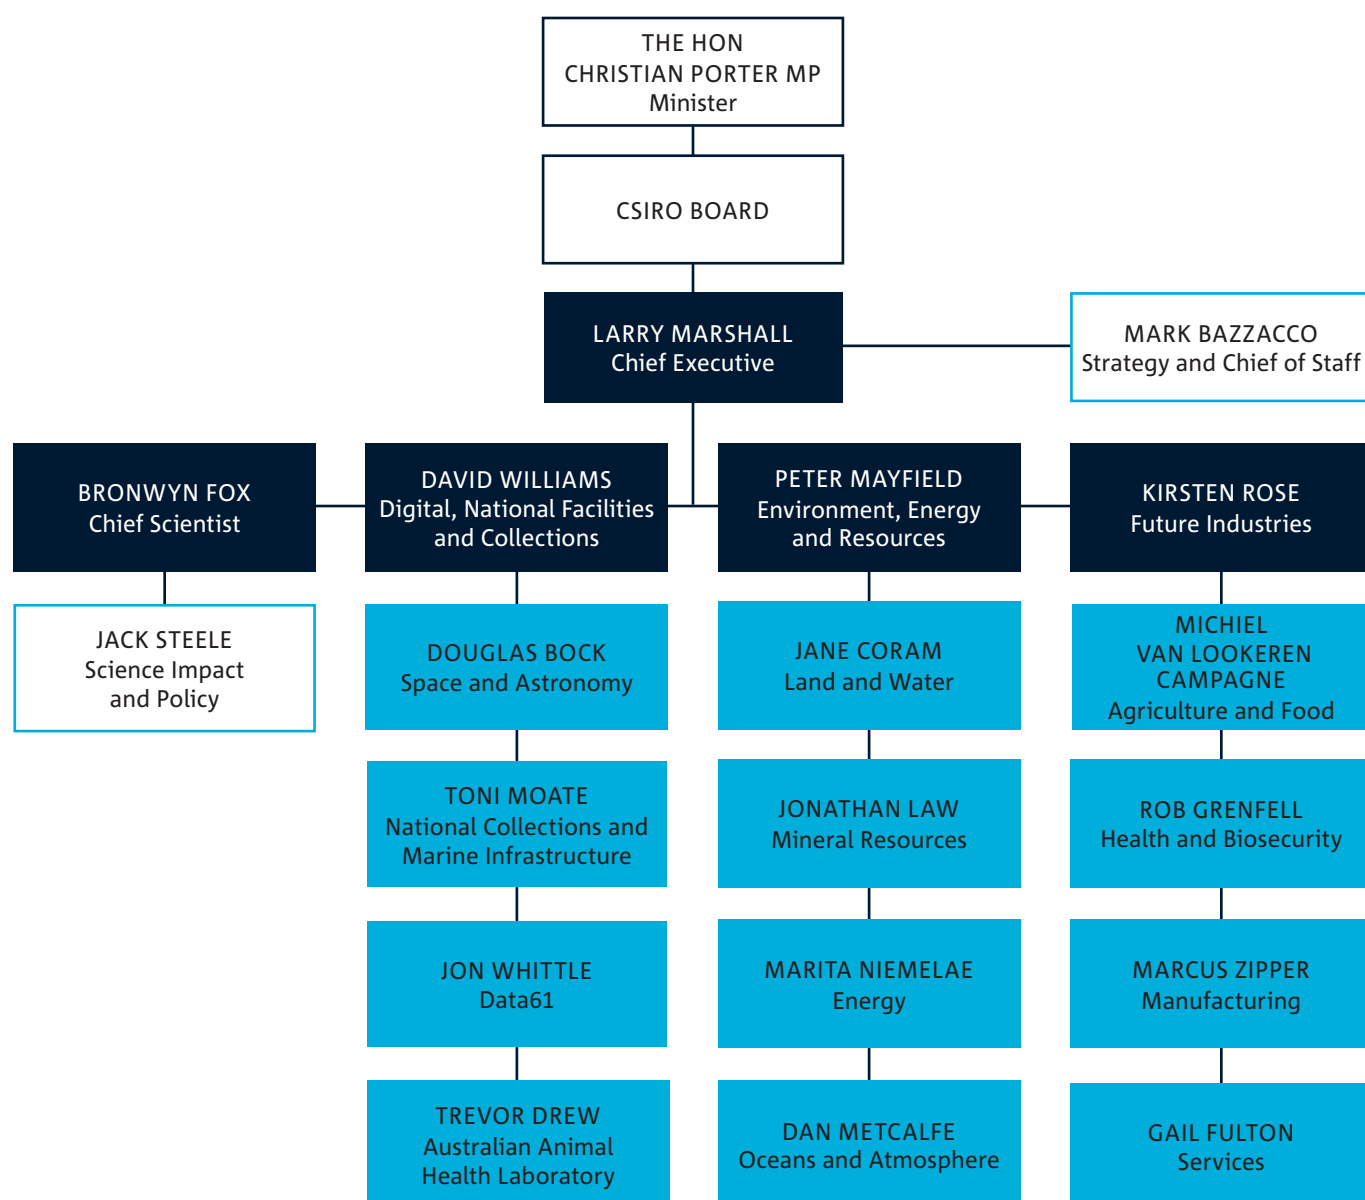 THE HON
CHRISTIAN PORTER MP
Minister
CSIRO BOARD
LARRY MARSHALL
Chief Executive
MARK BAZZACCO
Strategy and Chief of Staff
BRONWYN FOX
Chief Scientist
DAVID WILLIAMS
Digital, National Facilities
and Collections
PETER MAYFIELD
Environment, Energy
and Resources
KIRSTEN ROSE
Future Industries
JACK STEELE
Science Impact
and Policy
DOUGLAS BOCK
Space and Astronomy
JANE CORAM
Land and Water
MICHIEL
VAN LOOKEREN
CAMPAGNE
Agriculture and Food
TONI MOATE
National Collections and
Marine Infrastructure
JONATHAN LAW
Mineral Resources
ROB GRENFELL
Health and Biosecurity
JON WHITTLE
Data61
MARITA NIEMELAE
Energy
MARCUS ZIPPER
Manufacturing
TREVOR DREW
Australian Animal
Health Laboratory
DAN METCALFE
Oceans and Atmosphere
GAIL FULTON
Services